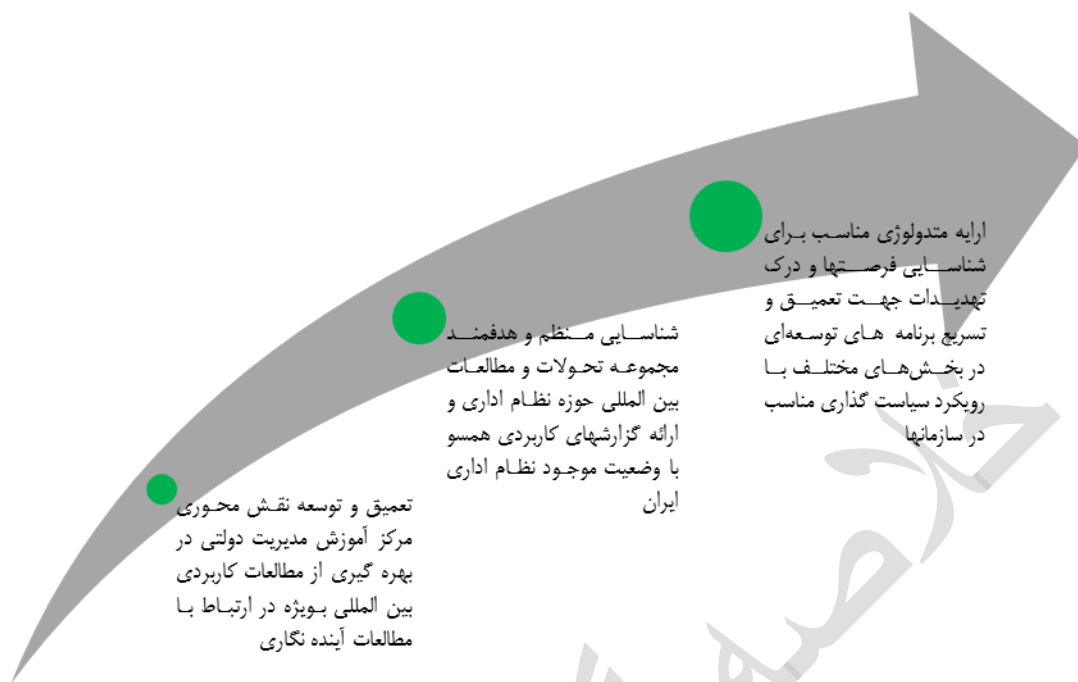 ارایه متدولوژی مناسب برای
شناسایی فرصتها و درک
تهدیدات جهت تعمیق و
تسریع برنامه های توسعه‌ای
در بخش‌های مختلف با
رویکرد سیاست گذاری مناسب
در سازمانها
شناسایی منظم و هدفمند
مجموعه تحولات و مطالعات
بین المللی حوزه نظام اداری و
ارائه گزارشهای کاربردی همسو
با وضعیت موجود نظام اداری
ایران
تعمیق و توسعه نقش محوری
مرکز آموزش مدیریت دولتی در
بهره گیری از مطالعات کاربردی
بین المللی بویژه در ارتباط با
مطالعات آینده نگاری
خلاصه